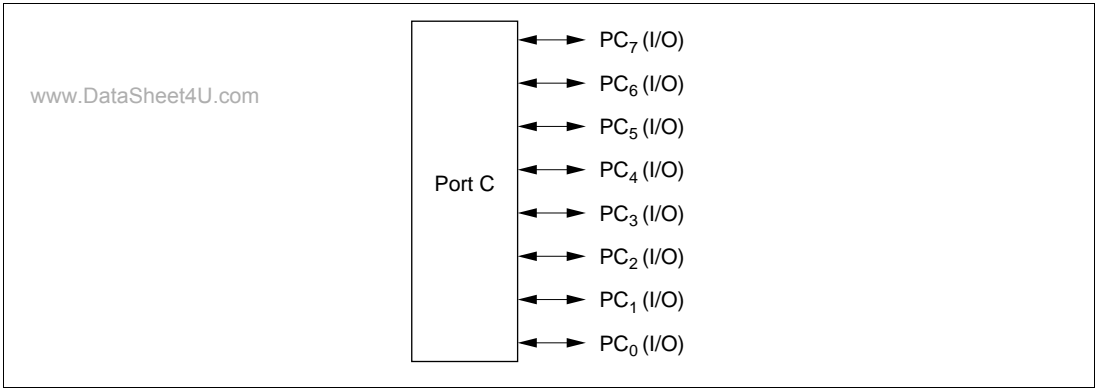 PC7 (I/O)
PC6 (I/O)
www.DataSheet4U.com
PC5 (I/O)
PC4 (I/O)
Port C
PC3 (I/O)
PC2 (I/O)
PC1 (I/O)
PC0 (I/O)